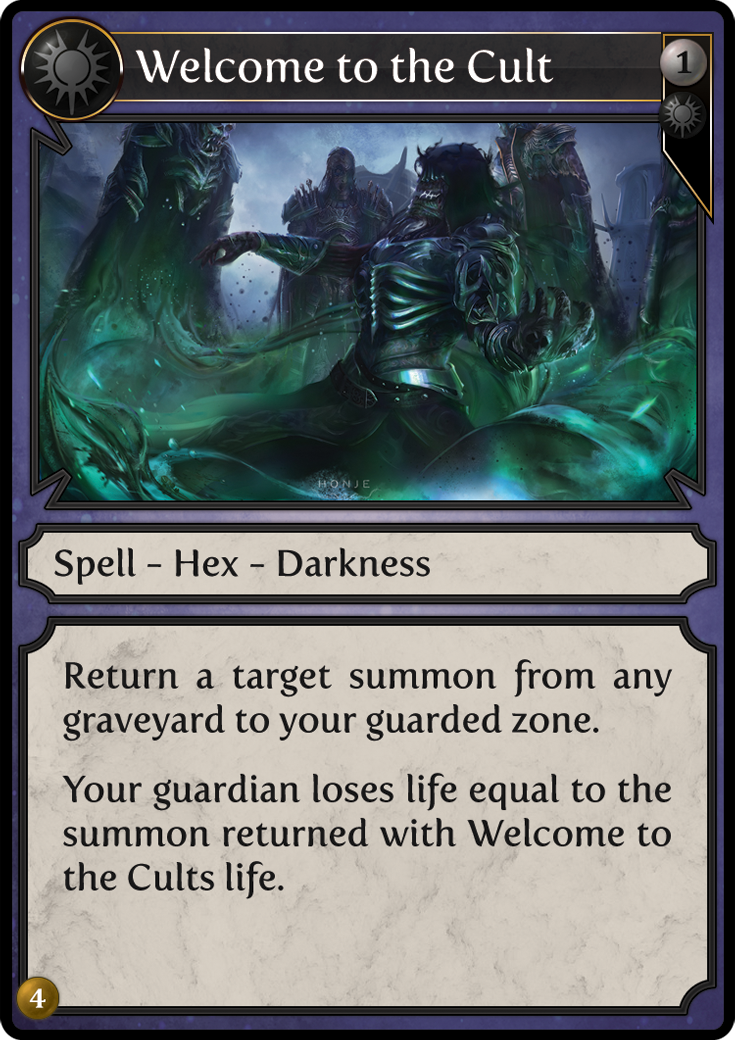 Welcome to the Cult
1
HONJE
Spell – Hex – Darkness
Return a target summon from any
graveyard to your guarded zone.
Your guardian loses life equal to the
summon returned with Welcome to
the Cults life.
4